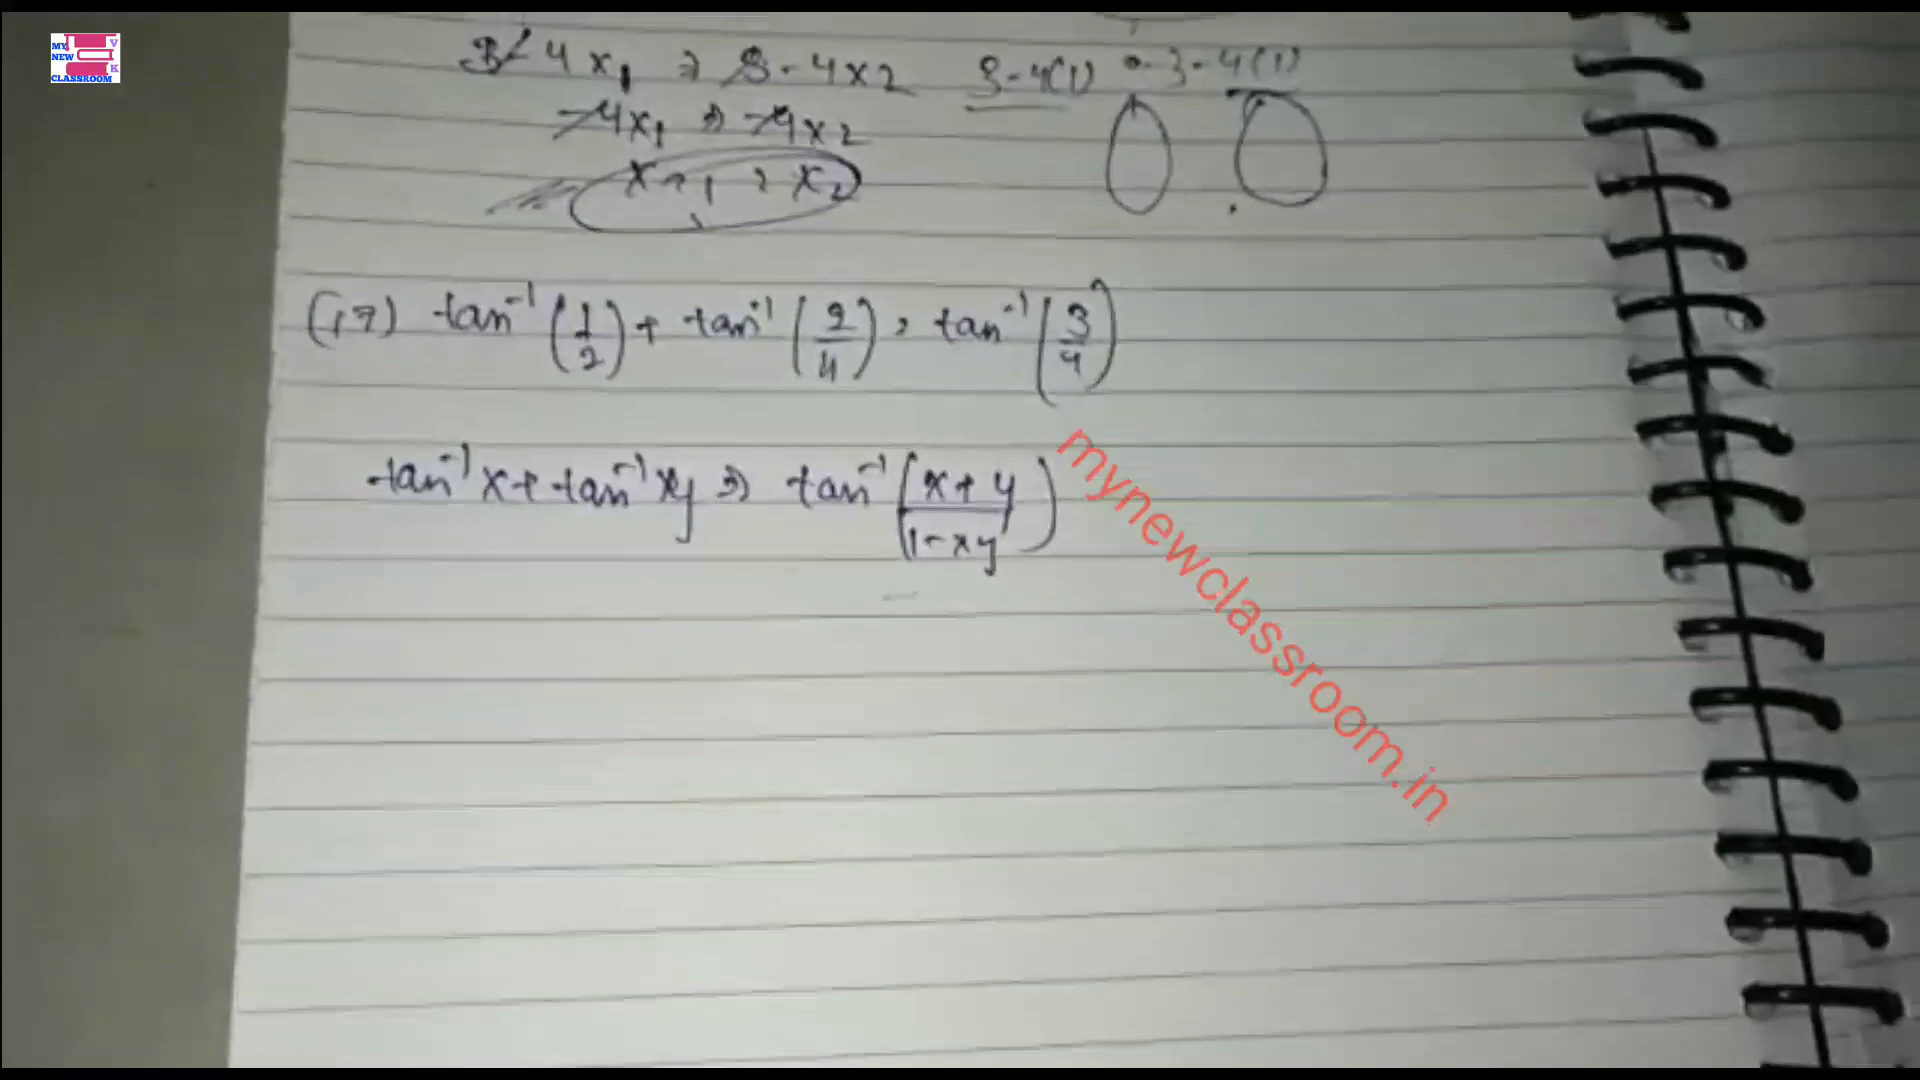 MY NEW CLASSROOM VK
3 - 4x₁ = 3 - 4x2 3-4(1) = 3-4(1)
-4x₁ = -4x2
x₁ = x2
(17) tan⁻¹ (1/2) + tan⁻¹ (2/4) = tan⁻¹ (3/4)
tan⁻¹x + tan⁻¹y ⇒ tan⁻¹ (x+y / 1-xy)
mynewclassroom.in